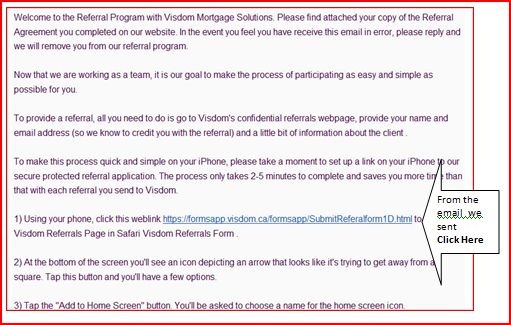 Welcome to the Referral Program with Visdom Mortgage Solutions. Please find attached your copy of the Referral
Agreement you completed on our website. In the event you feel you have receive this email in error, please reply and
we will remove you from our referral program.
Now that we are working as a team, it is our goal to make the process of participating as easy and simple as
possible for you.
To provide a referral, all you need to do is go to Visdom's confidential referrals webpage, provide your name and
email address (so we know to credit you with the referral) and a little bit of information about the client .
To make this process quick and simple on your iPhone, please take a moment to set up a link on your iPhone to our
secure protected referral application. The process only takes 2-5 minutes to complete and saves you more time than
that with each referral you send to Visdom.
1) Using your phone, click this weblink https://formsapp.visdom.ca/formsapp/SubmitReferalform1D.html to
Visdom Referrals Page in Safari Visdom Referrals Form .
2) At the bottom of the screen you'll see an icon depicting an arrow that looks like it's trying to get away from a
square. Tap this button and you'll have a few options.
3) Tap the "Add to Home Screen" button. You'll be asked to choose a name for the home screen icon.
From the
email we
sent
Click Here